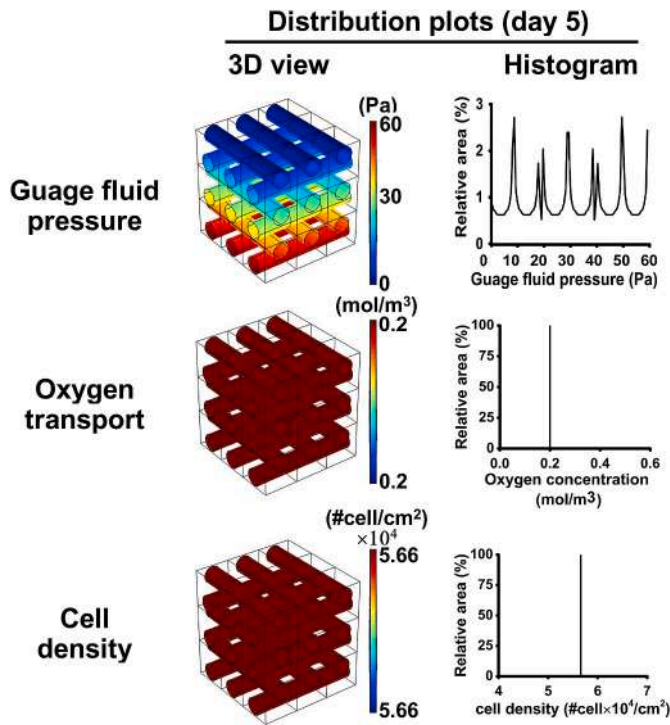 Distribution plots (day 5)
3D view
Histogram
Guage fluid
pressure
(Pa)
60
30
0
Relative area (%)
3
2
1
0
0 10 20 30 40 50 60
Guage fluid pressure (Pa)
Oxygen
transport
(mol/m³)
0.2
0.2
Relative area (%)
100
75
50
25
0
0.0 0.2 0.4 0.6
Oxygen concentration
(mol/m³)
Cell
density
(#cell/cm²)
×10⁴
5.66
5.66
Relative area (%)
100
75
50
25
0
4 5 6 7
cell density (#cell×10⁴/cm²)